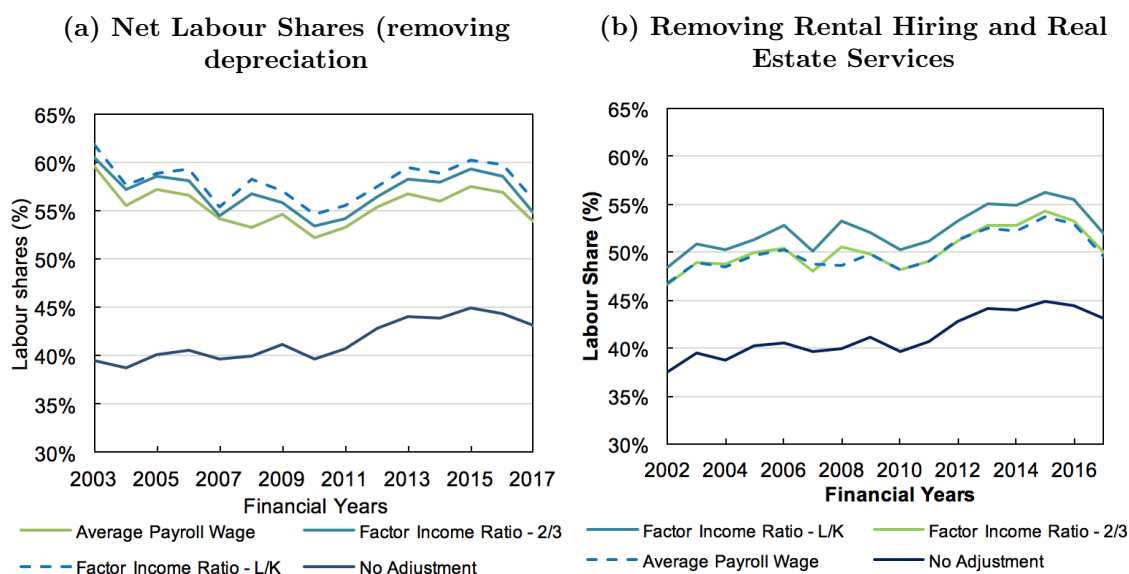 (a) Net Labour Shares (removing
depreciation
65%
60%
55%
50%
45%
40%
35%
30%
Labour shares (%)
2003 2005 2007 2009 2011 2013 2015 2017
Financial Years
Average Payroll Wage
Factor Income Ratio - 2/3
Factor Income Ratio - L/K
No Adjustment
(b) Removing Rental Hiring and Real
Estate Services
65%
60%
55%
50%
45%
40%
35%
30%
Labour Share (%)
2002 2004 2006 2008 2010 2012 2014 2016
Financial Years
Factor Income Ratio - L/K
Factor Income Ratio - 2/3
Average Payroll Wage
No Adjustment